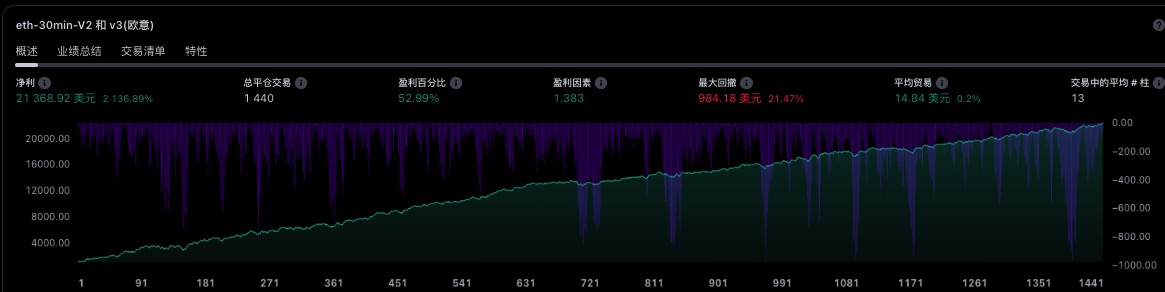 eth-30min-V2 和 v3(欧意)
概述 业绩总结 交易清单 特性
净利 总平仓交易 盈利百分比 盈利因素 最大回撤 平均贸易 交易中的平均 # 柱
21 368.92 美元 2 136.89% 1 440 52.99% 1.383 984.18 美元 21.47% 14.84 美元 0.2% 13
20000.00
16000.00
12000.00
8000.00
4000.00
0.00
−200.00
−400.00
−600.00
−800.00
−1000.00
1 91 181 271 361 451 541 631 721 811 901 991 1081 1171 1261 1351 1441